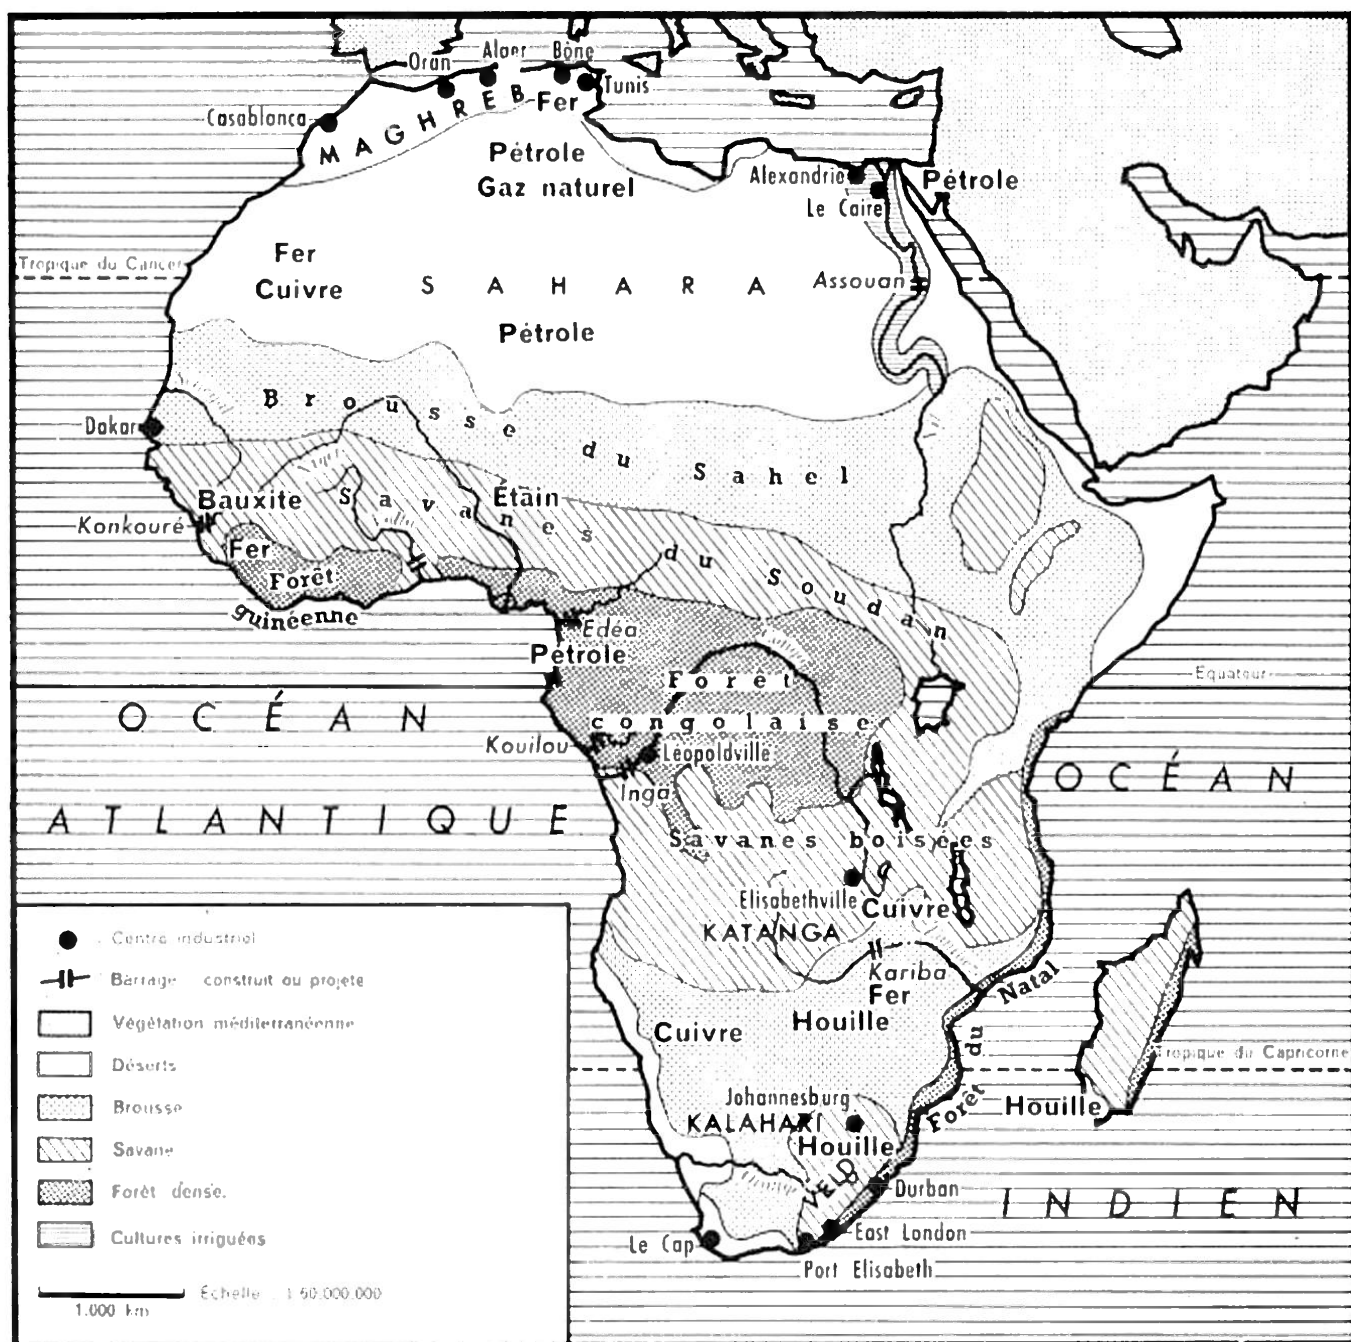 Oran
Alger
Bône
Tunis
Casablanca
MAGHREB
Fer
Pétrole
Gaz naturel
Alexandrie
Le Caire
Pétrole
Tropique du Cancer
Fer
Cuivre
SAHARA
Assouan
Pétrole
Brousse du Sahel
Dakar
Bauxite
Savanes du Soudan
Etain
Konkouré
Fer
Forêt
guinéenne
Edéa
Pétrole
Equateur
Forêt
congolaise
OCÉAN
ATLANTIQUE
Kouilou
Léopoldville
Inga
OCÉAN
INDIEN
Savanes boisées
Elisabethville
Cuivre
KATANGA
Kariba
Fer
Houille
Cuivre
Forêt du Natal
Tropique du Capricorne
Houille
Johannesburg
KALAHARI
Houille
VELD
Durban
East London
Le Cap
Port Elisabeth
Centre industriel
Barrage construit ou projeté
Végétation méditerranéenne
Déserts
Brousse
Savane
Forêt dense.
Cultures irriguées
1.000 km
Échelle : 1 50.000.000